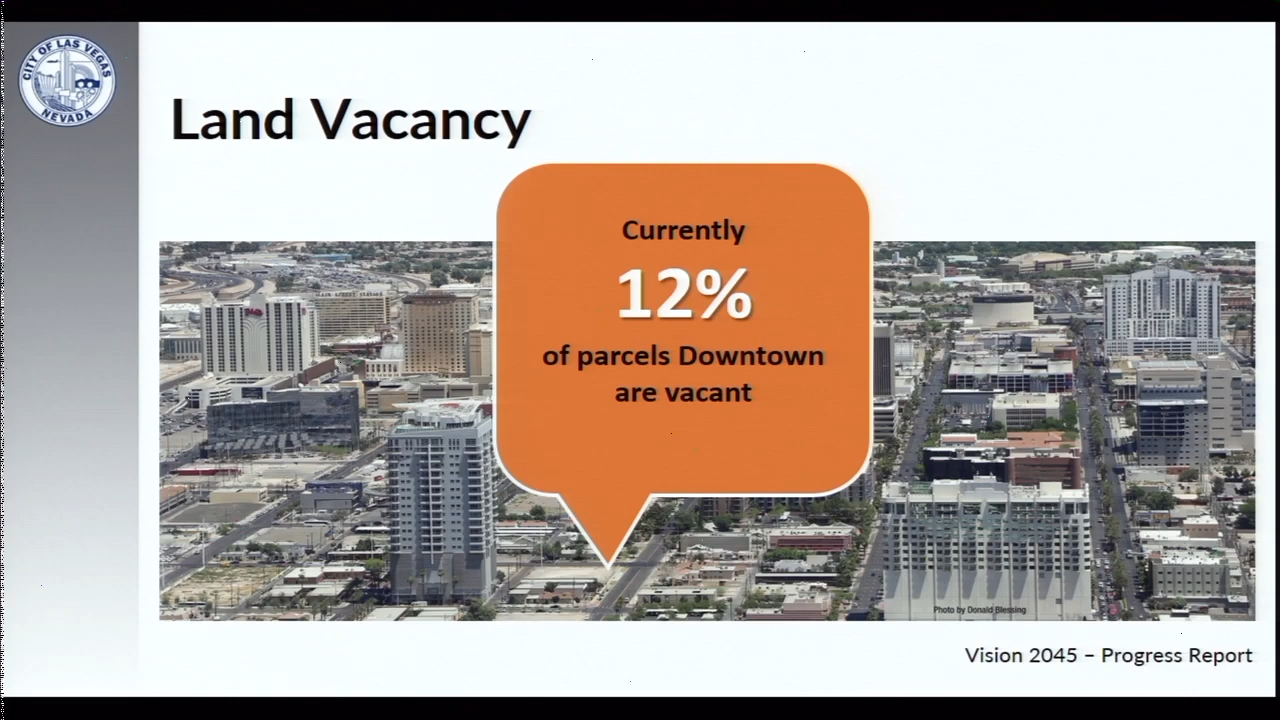 CITY OF LAS VEGAS
NEVADA
Land Vacancy
Currently
12%
of parcels Downtown
are vacant
Photo by Donald Blessing
Vision 2045 – Progress Report